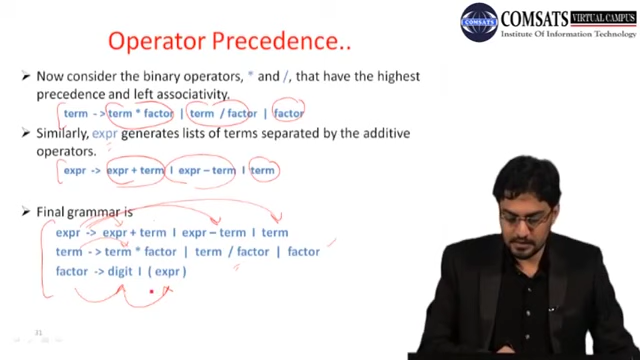 Operator Precedence..
COMSATS VIRTUAL CAMPUS
Institute Of Information Technology
Now consider the binary operators, * and /, that have the highest
precedence and left associativity.
term -> term * factor | term / factor | factor
Similarly, expr generates lists of terms separated by the additive
operators.
expr -> expr + term I expr – term I term
Final grammar is
expr -> expr + term I expr – term I term
term -> term * factor | term / factor | factor
factor -> digit I ( expr )
31